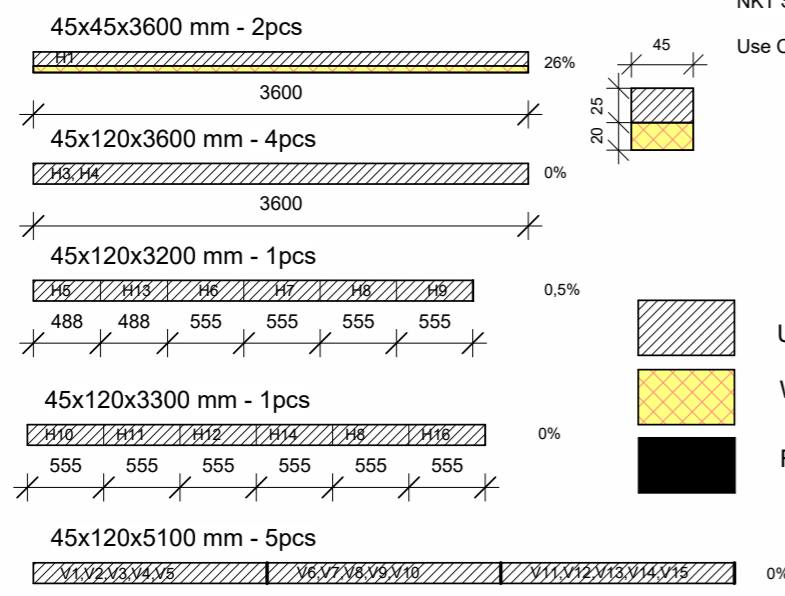 45x45x3600 mm - 2pcs
H1
26%
3600
45
25
20
Use
45x120x3600 mm - 4pcs
H3, H4
0%
3600
45x120x3200 mm - 1pcs
H5 H13 H6 H7 H8 H9
0,5%
488 488 555 555 555 555
45x120x3300 mm - 1pcs
H10 H11 H12 H14 H8 H16
0%
555 555 555 555 555 555
45x120x5100 mm - 5pcs
V1,V2,V3,V4,V5 V6,V7,V8,V9,V10 V11,V12,V13,V14,V15
0%